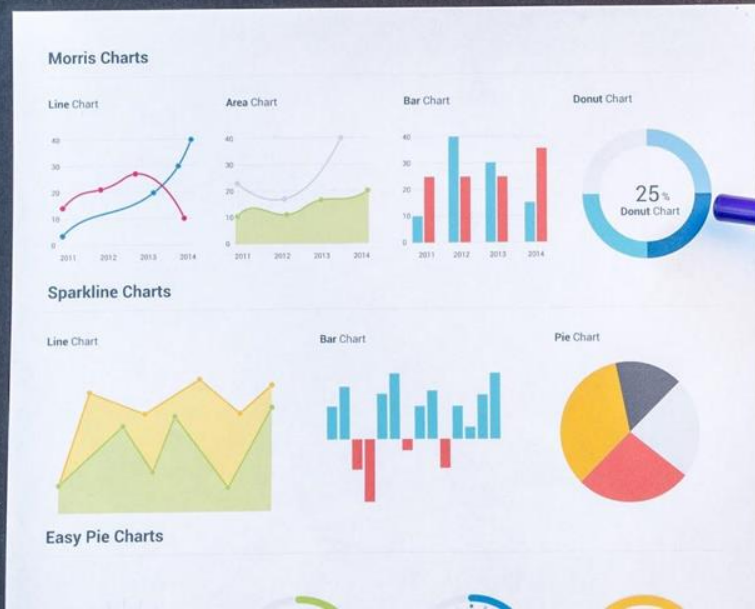 Morris Charts
Line Chart
Area Chart
Bar Chart
Donut Chart
40
30
20
10
0
2011 2012 2013 2014
40
30
20
10
0
2011 2012 2013 2014
40
30
20
10
0
2011 2012 2013 2014
25%
Donut Chart
Sparkline Charts
Line Chart
Bar Chart
Pie Chart
Easy Pie Charts